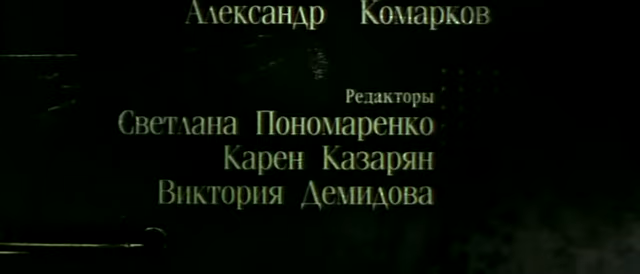 Александр Комарков
Редакторы
Светлана Пономаренко
Карен Казарян
Виктория Демидова